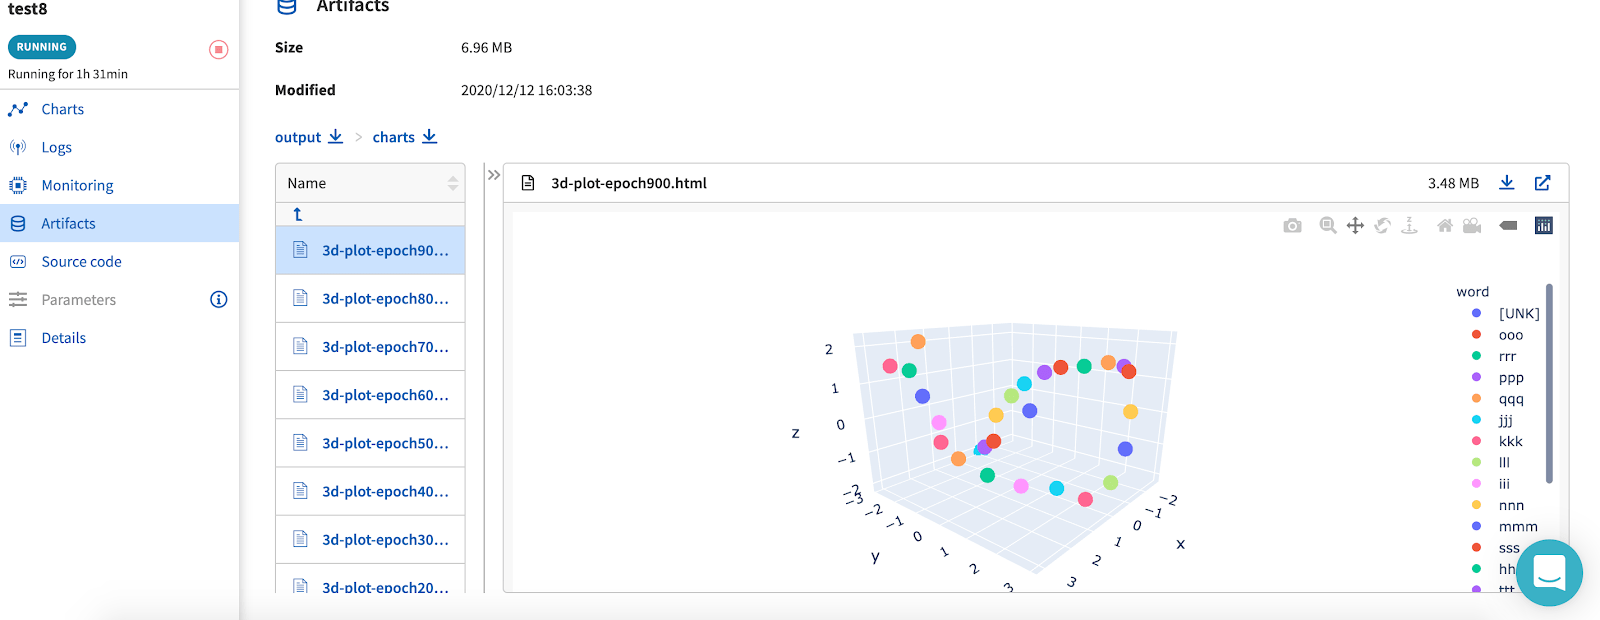 test8
RUNNING
Running for 1h 31min
Charts
Logs
Monitoring
Artifacts
Source code
Parameters
Details
Artifacts
Size 6.96 MB
Modified 2020/12/12 16:03:38
output > charts
Name
3d-plot-epoch90...
3d-plot-epoch80...
3d-plot-epoch70...
3d-plot-epoch60...
3d-plot-epoch50...
3d-plot-epoch40...
3d-plot-epoch30...
3d-plot-epoch20...
3d-plot-epoch900.html 3.48 MB
z
2
1
0
−1
−2
y
−3
−2
−1
0
1
2
3
x
−2
−1
0
1
2
3
word
[UNK]
ooo
rrr
ppp
qqq
jjj
kkk
lll
iii
nnn
mmm
sss
hh
ttt